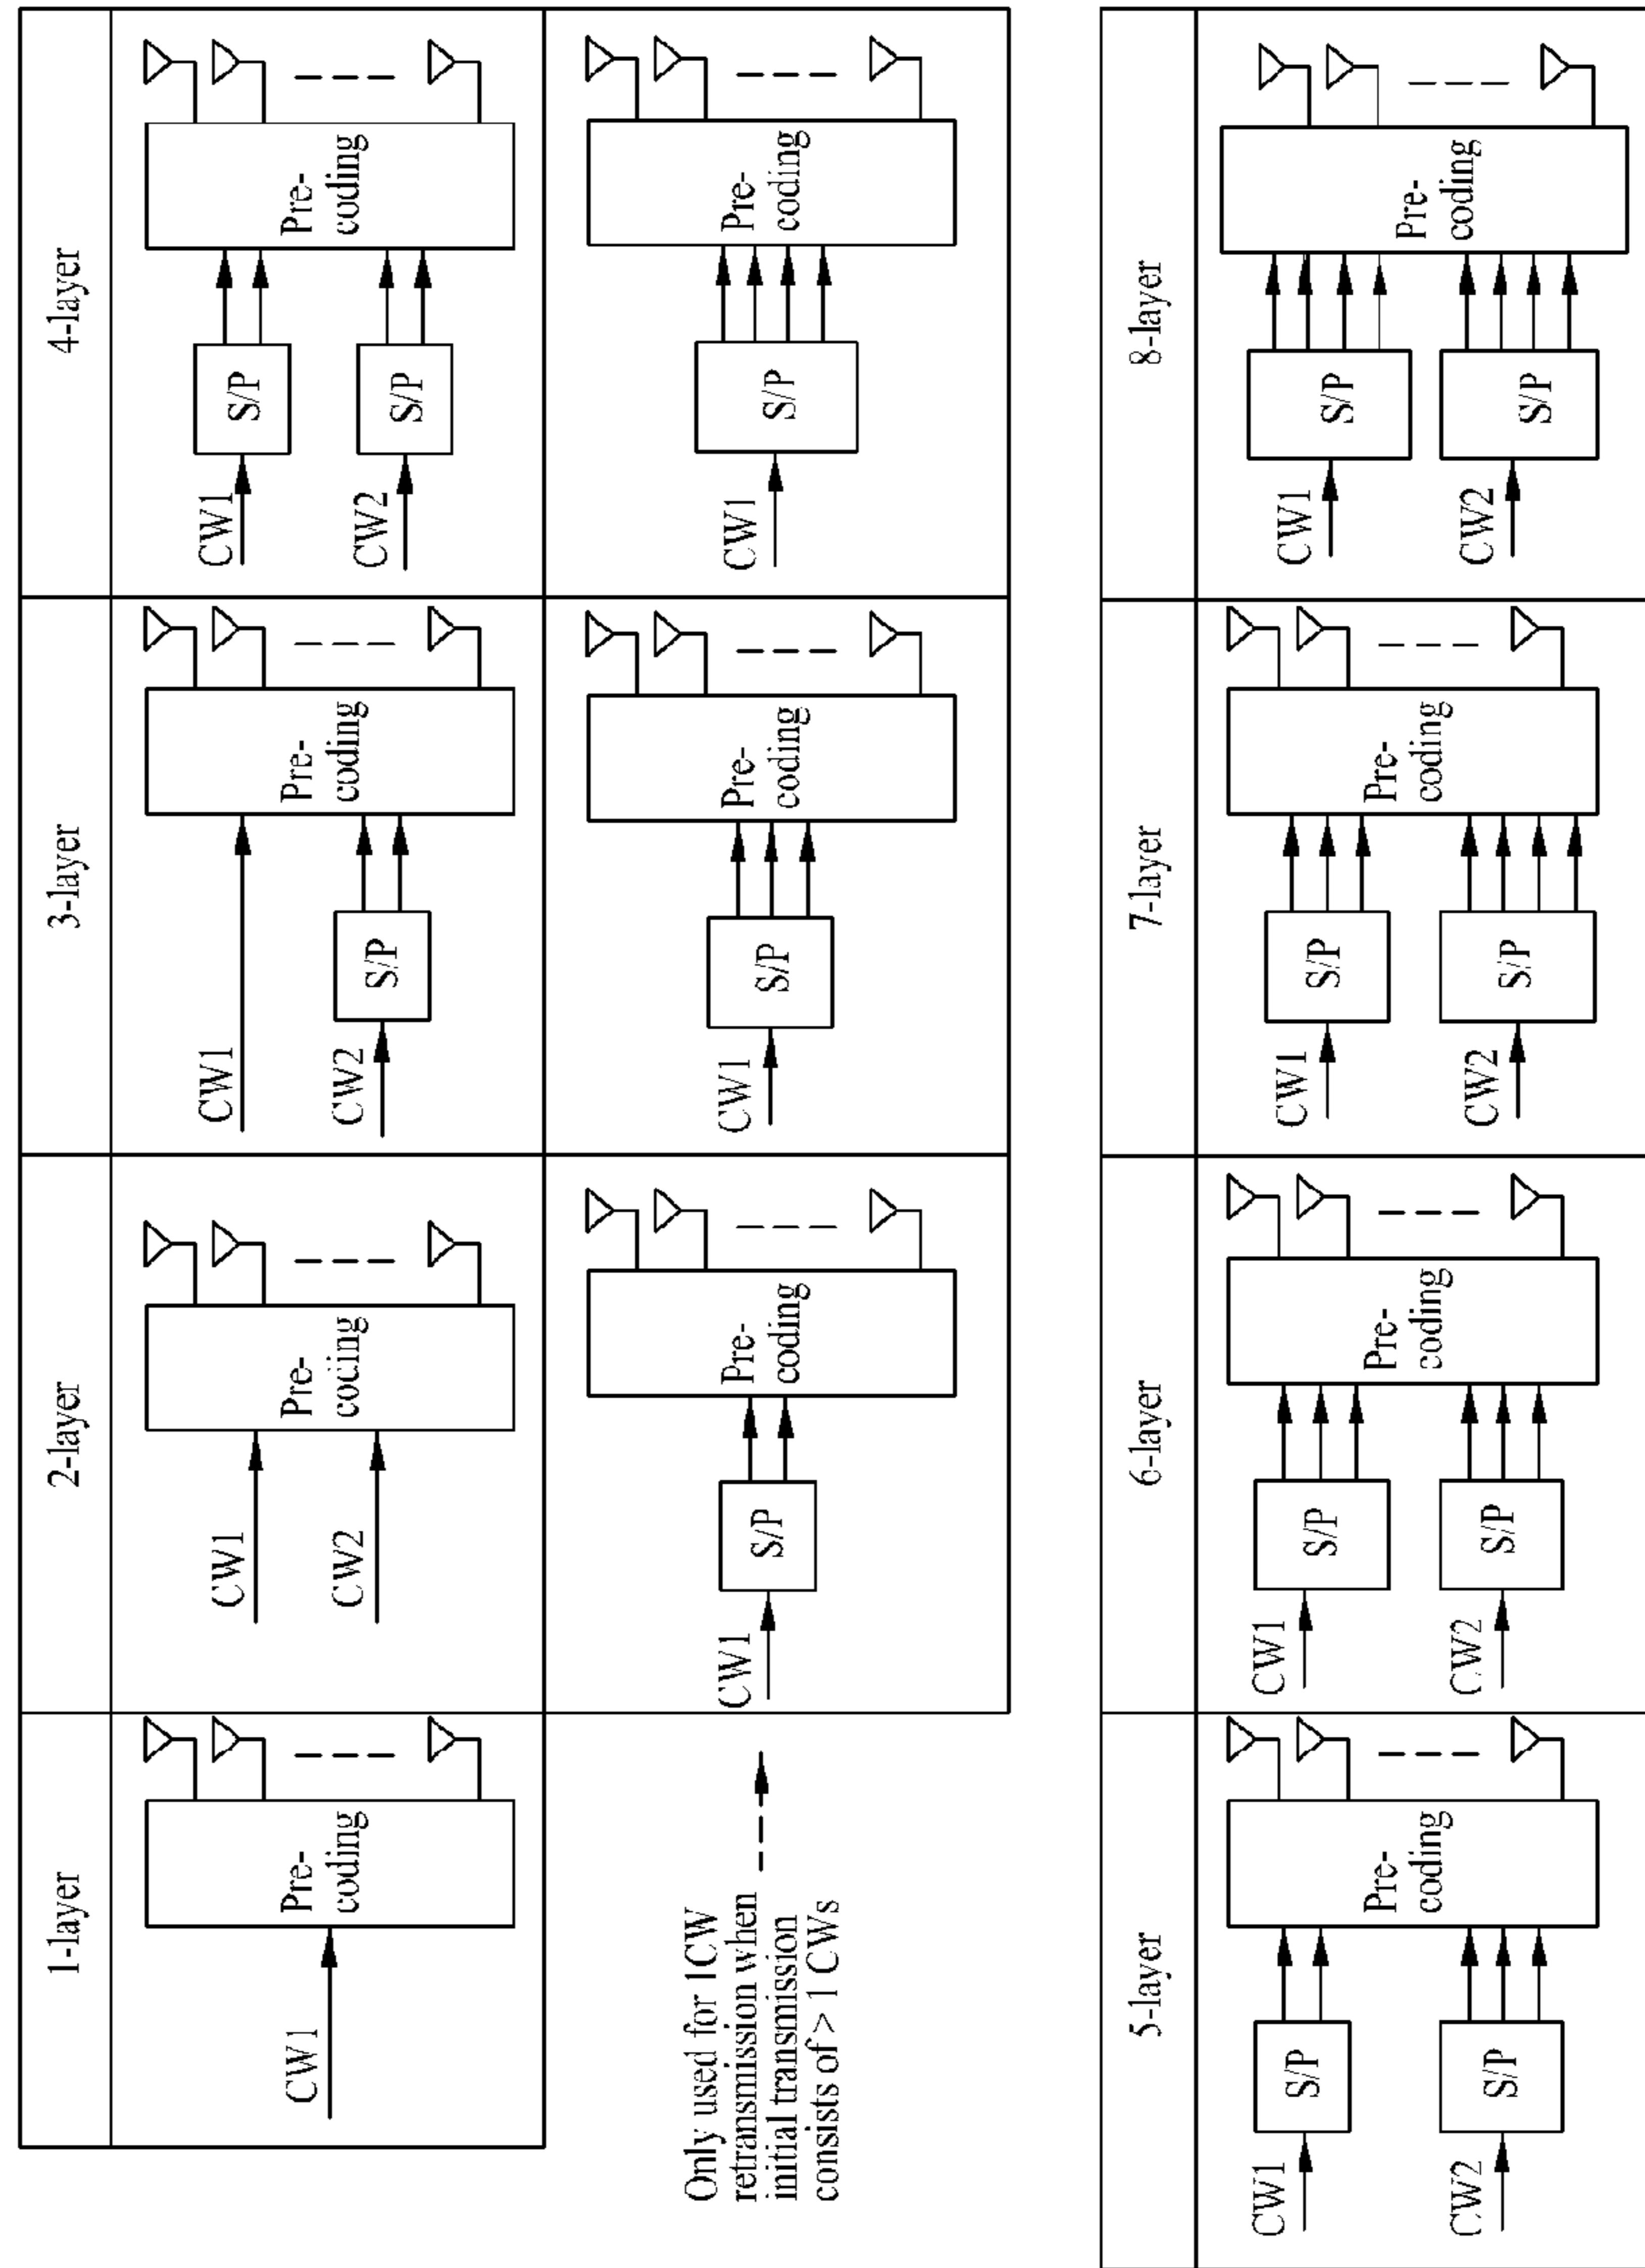 1-layer
2-layer
3-layer
4-layer
CW1
Pre-
coding
CW1
CW2
Pre-
cocing
CW1
CW2
S/P
Pre-
coding
CW1
CW2
S/P
S/P
Pre-
coding
Only used for 1CW
retransmission when
initial transmission
consists of > 1 CWs
CW1
S/P
Pre-
coding
CW1
S/P
Pre-
coding
CW1
S/P
Pre-
coding
5-layer
6-layer
7-layer
8-layer
CW1
CW2
S/P
S/P
Pre-
coding
CW1
CW2
S/P
S/P
Pre-
coding
CW1
CW2
S/P
S/P
Pre-
coding
CW1
CW2
S/P
S/P
Pre-
coding